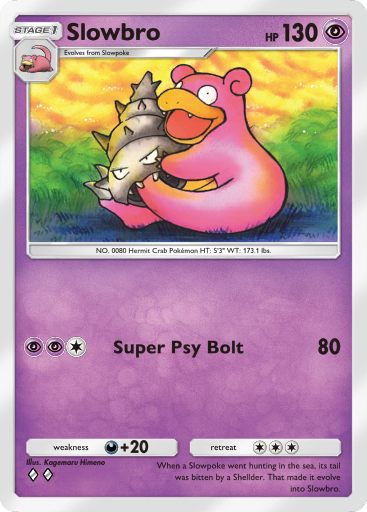 STAGE 1
Slowbro
HP 130
Evolves from Slowpoke
NO. 0080 Hermit Crab Pokémon HT: 5'3" WT: 173.1 lbs.
Super Psy Bolt 80
weakness +20
retreat
Illus. Kagemaru Himeno
When a Slowpoke went hunting in the sea, its tail
was bitten by a Shellder. That made it evolve
into Slowbro.